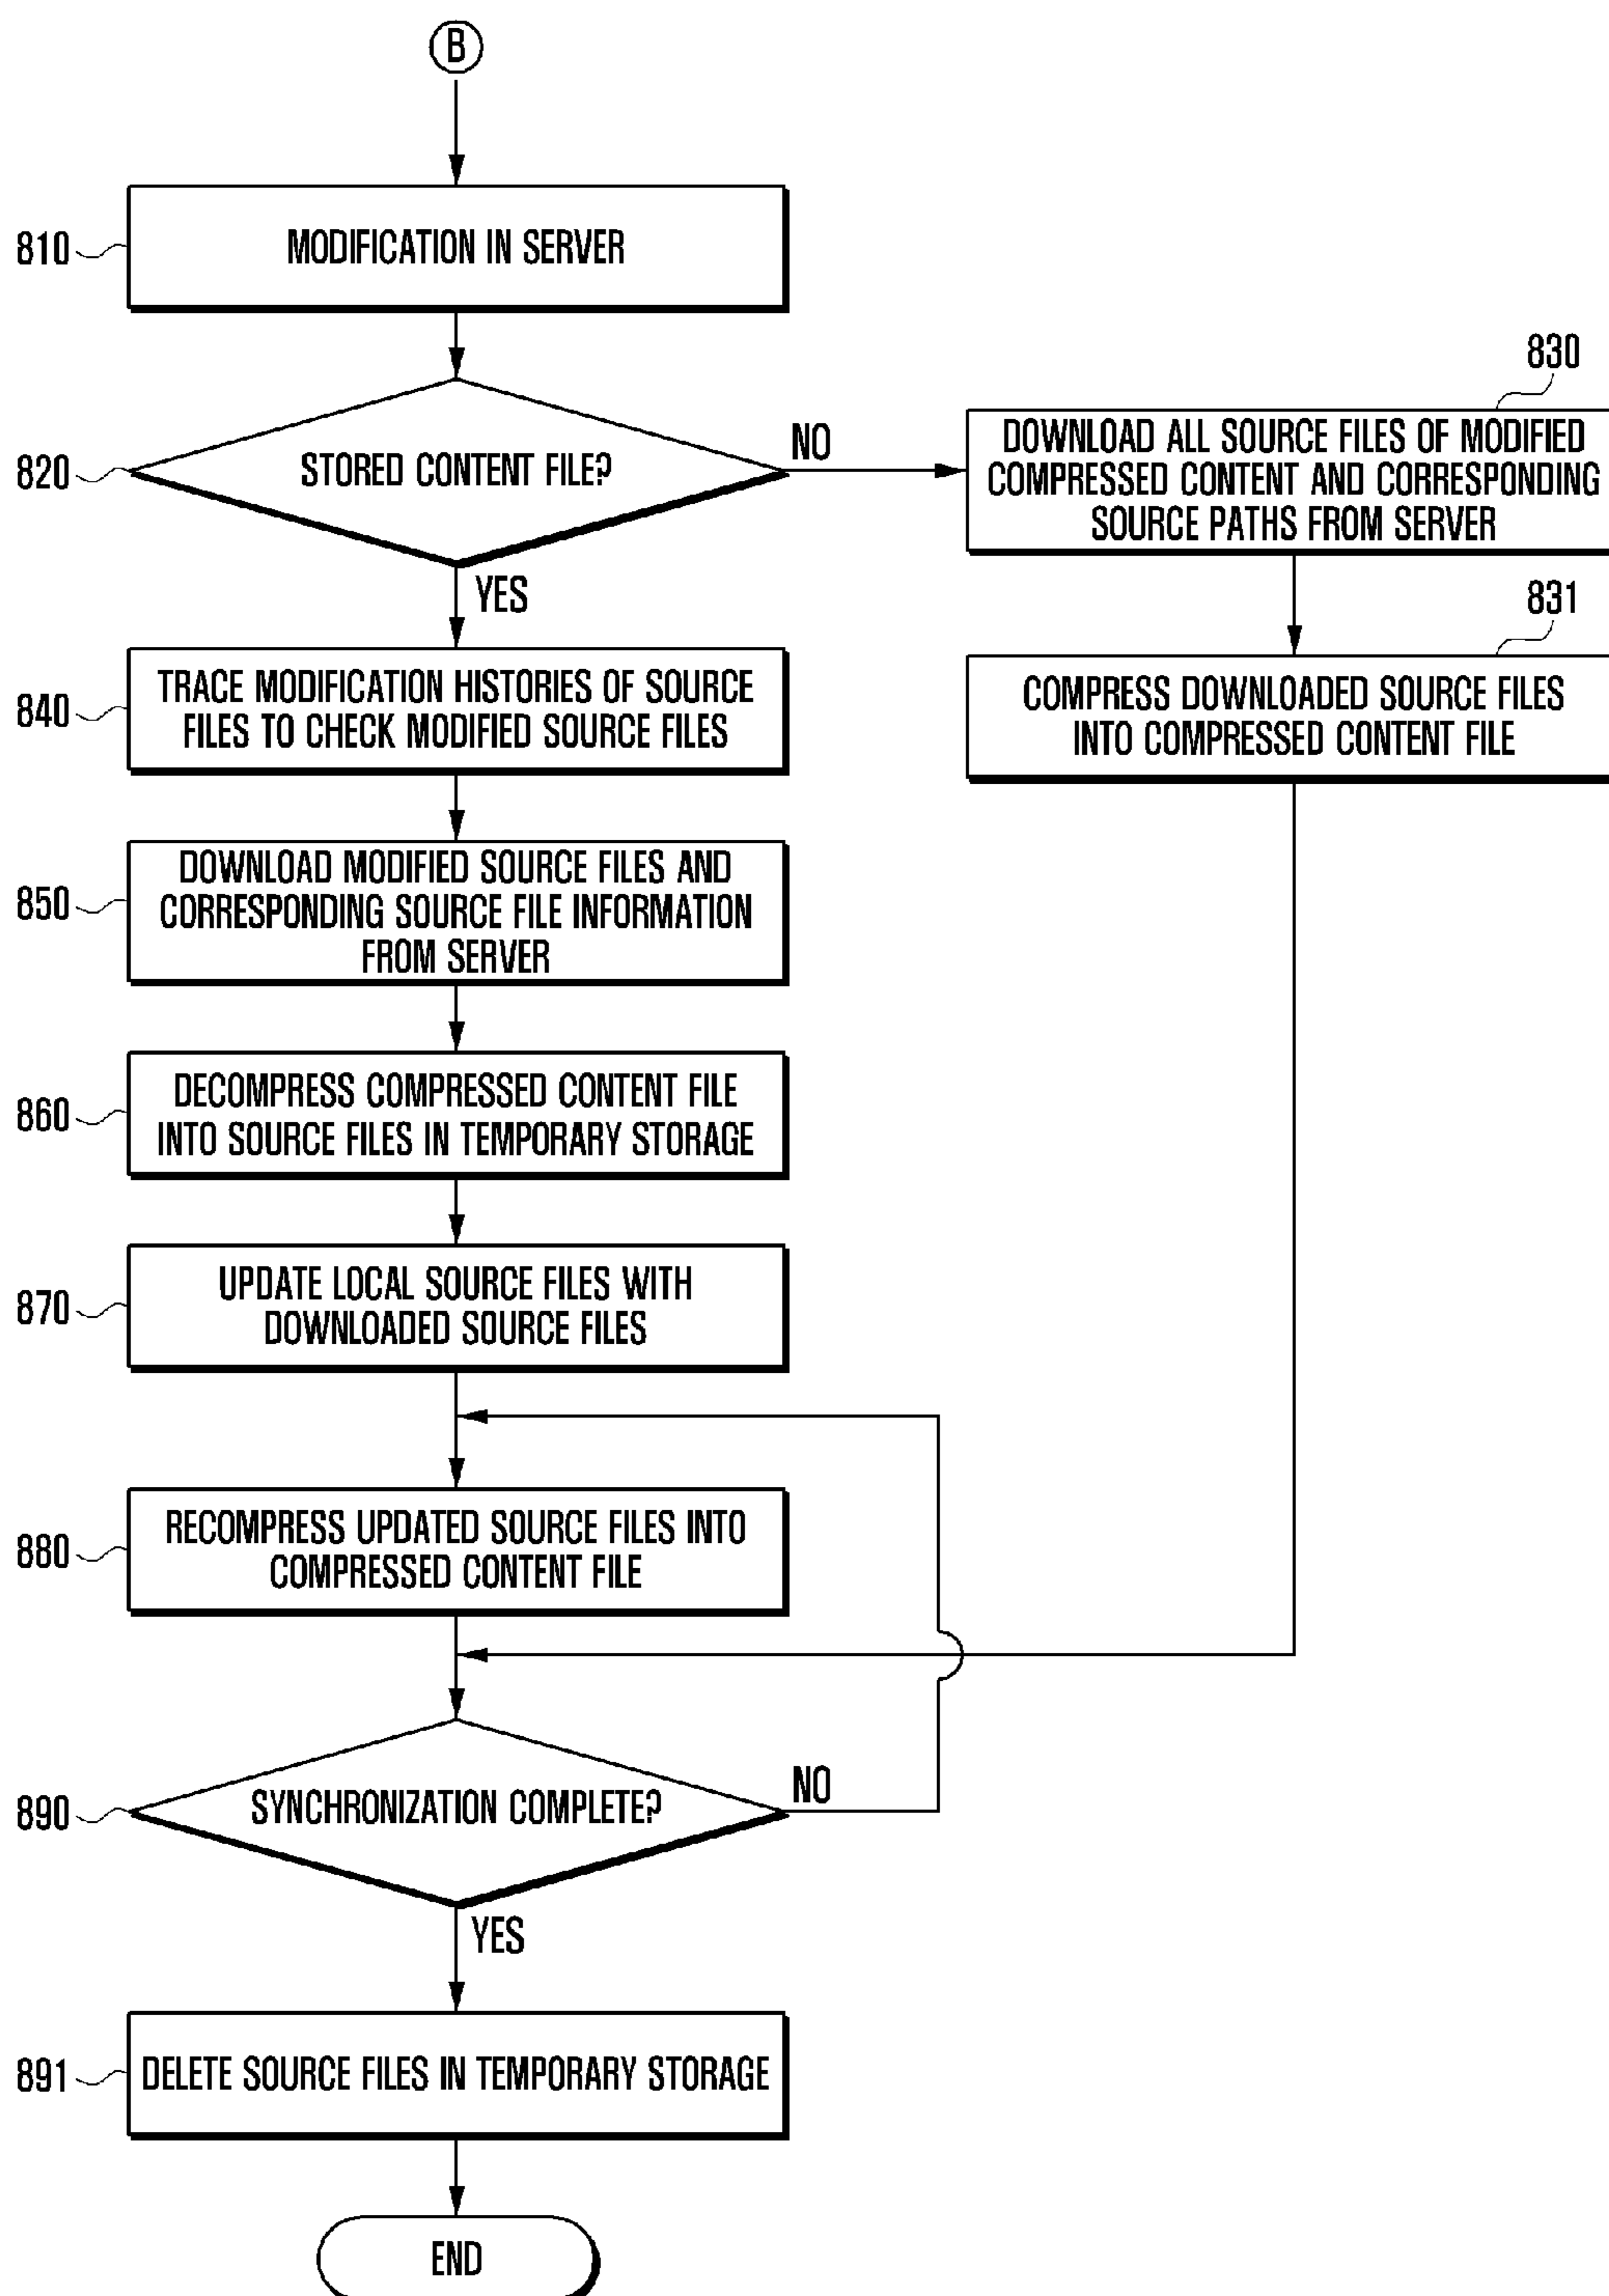 B
810
MODIFICATION IN SERVER
820
STORED CONTENT FILE?
NO
YES
830
DOWNLOAD ALL SOURCE FILES OF MODIFIED
COMPRESSED CONTENT AND CORRESPONDING
SOURCE PATHS FROM SERVER
831
COMPRESS DOWNLOADED SOURCE FILES
INTO COMPRESSED CONTENT FILE
840
TRACE MODIFICATION HISTORIES OF SOURCE
FILES TO CHECK MODIFIED SOURCE FILES
850
DOWNLOAD MODIFIED SOURCE FILES AND
CORRESPONDING SOURCE FILE INFORMATION
FROM SERVER
860
DECOMPRESS COMPRESSED CONTENT FILE
INTO SOURCE FILES IN TEMPORARY STORAGE
870
UPDATE LOCAL SOURCE FILES WITH
DOWNLOADED SOURCE FILES
880
RECOMPRESS UPDATED SOURCE FILES INTO
COMPRESSED CONTENT FILE
890
SYNCHRONIZATION COMPLETE?
NO
YES
891
DELETE SOURCE FILES IN TEMPORARY STORAGE
END